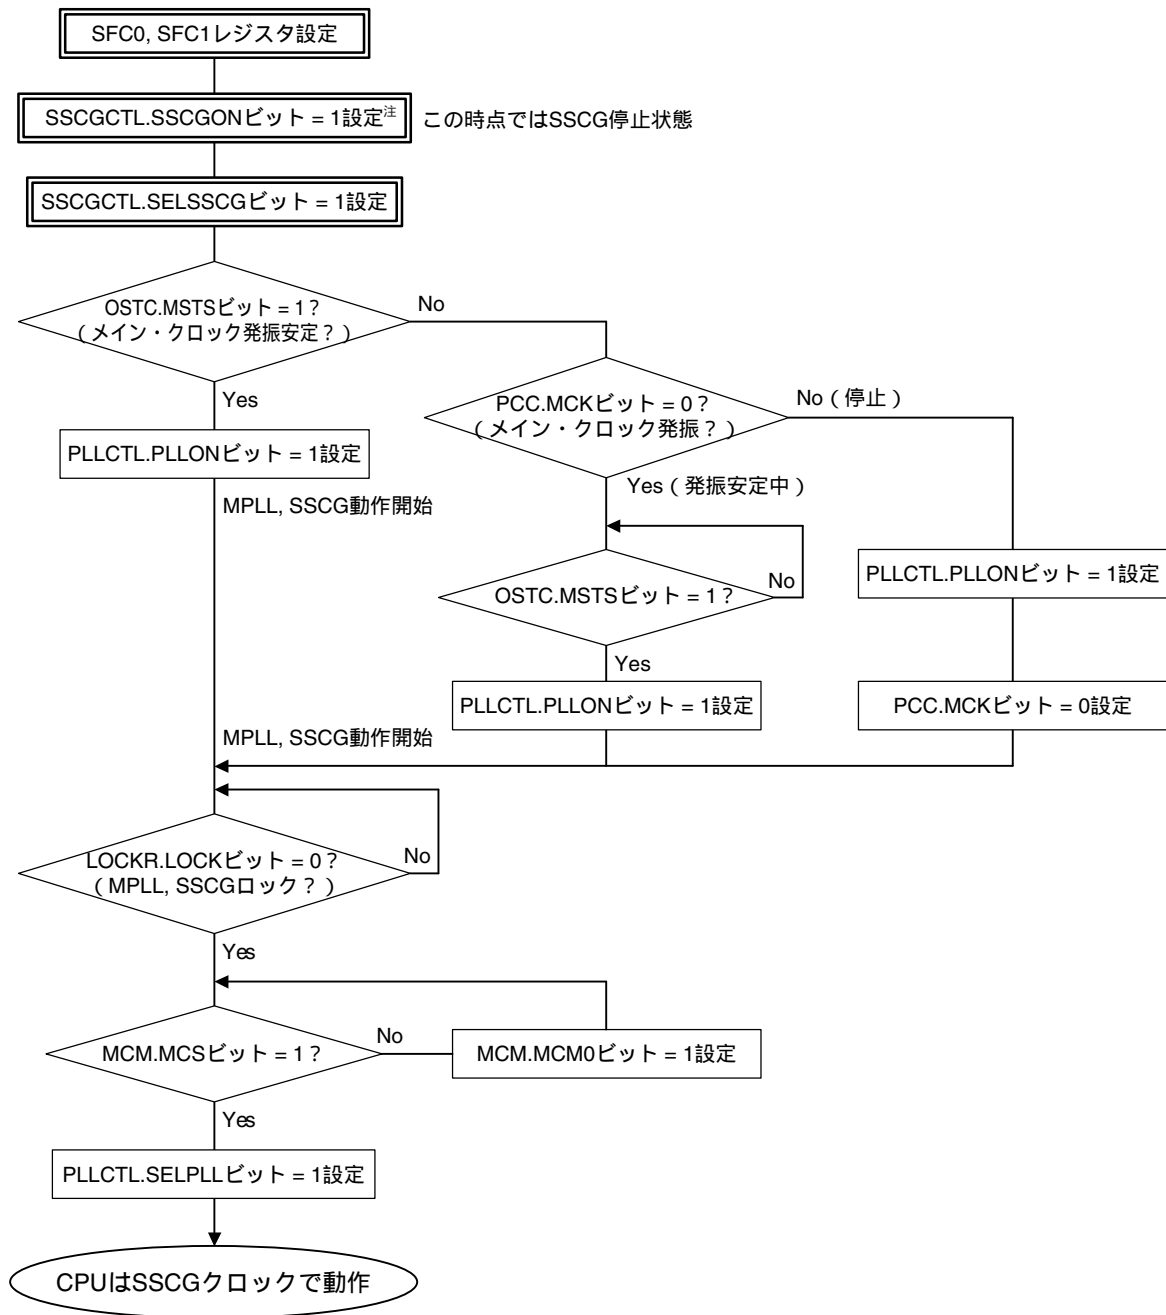 SFC0, SFC1レジスタ設定
SSCGCTL.SSCGONビット = 1設定注
この時点ではSSCG停止状態
SSCGCTL.SELSSCGビット = 1設定
OSTC.MSTSビット = 1？
（メイン・クロック発振安定？）
No
Yes
PCC.MCKビット = 0？
（メイン・クロック発振？）
No（停止）
PLLCTL.PLLONビット = 1設定
Yes（発振安定中）
MPLL, SSCG動作開始
OSTC.MSTSビット = 1？
No
PLLCTL.PLLONビット = 1設定
Yes
PLLCTL.PLLONビット = 1設定
PCC.MCKビット = 0設定
MPLL, SSCG動作開始
LOCKR.LOCKビット = 0？
（MPLL, SSCGロック？）
No
Yes
MCM.MCSビット = 1？
No
MCM.MCM0ビット = 1設定
Yes
PLLCTL.SELPLLビット = 1設定
CPUはSSCGクロックで動作